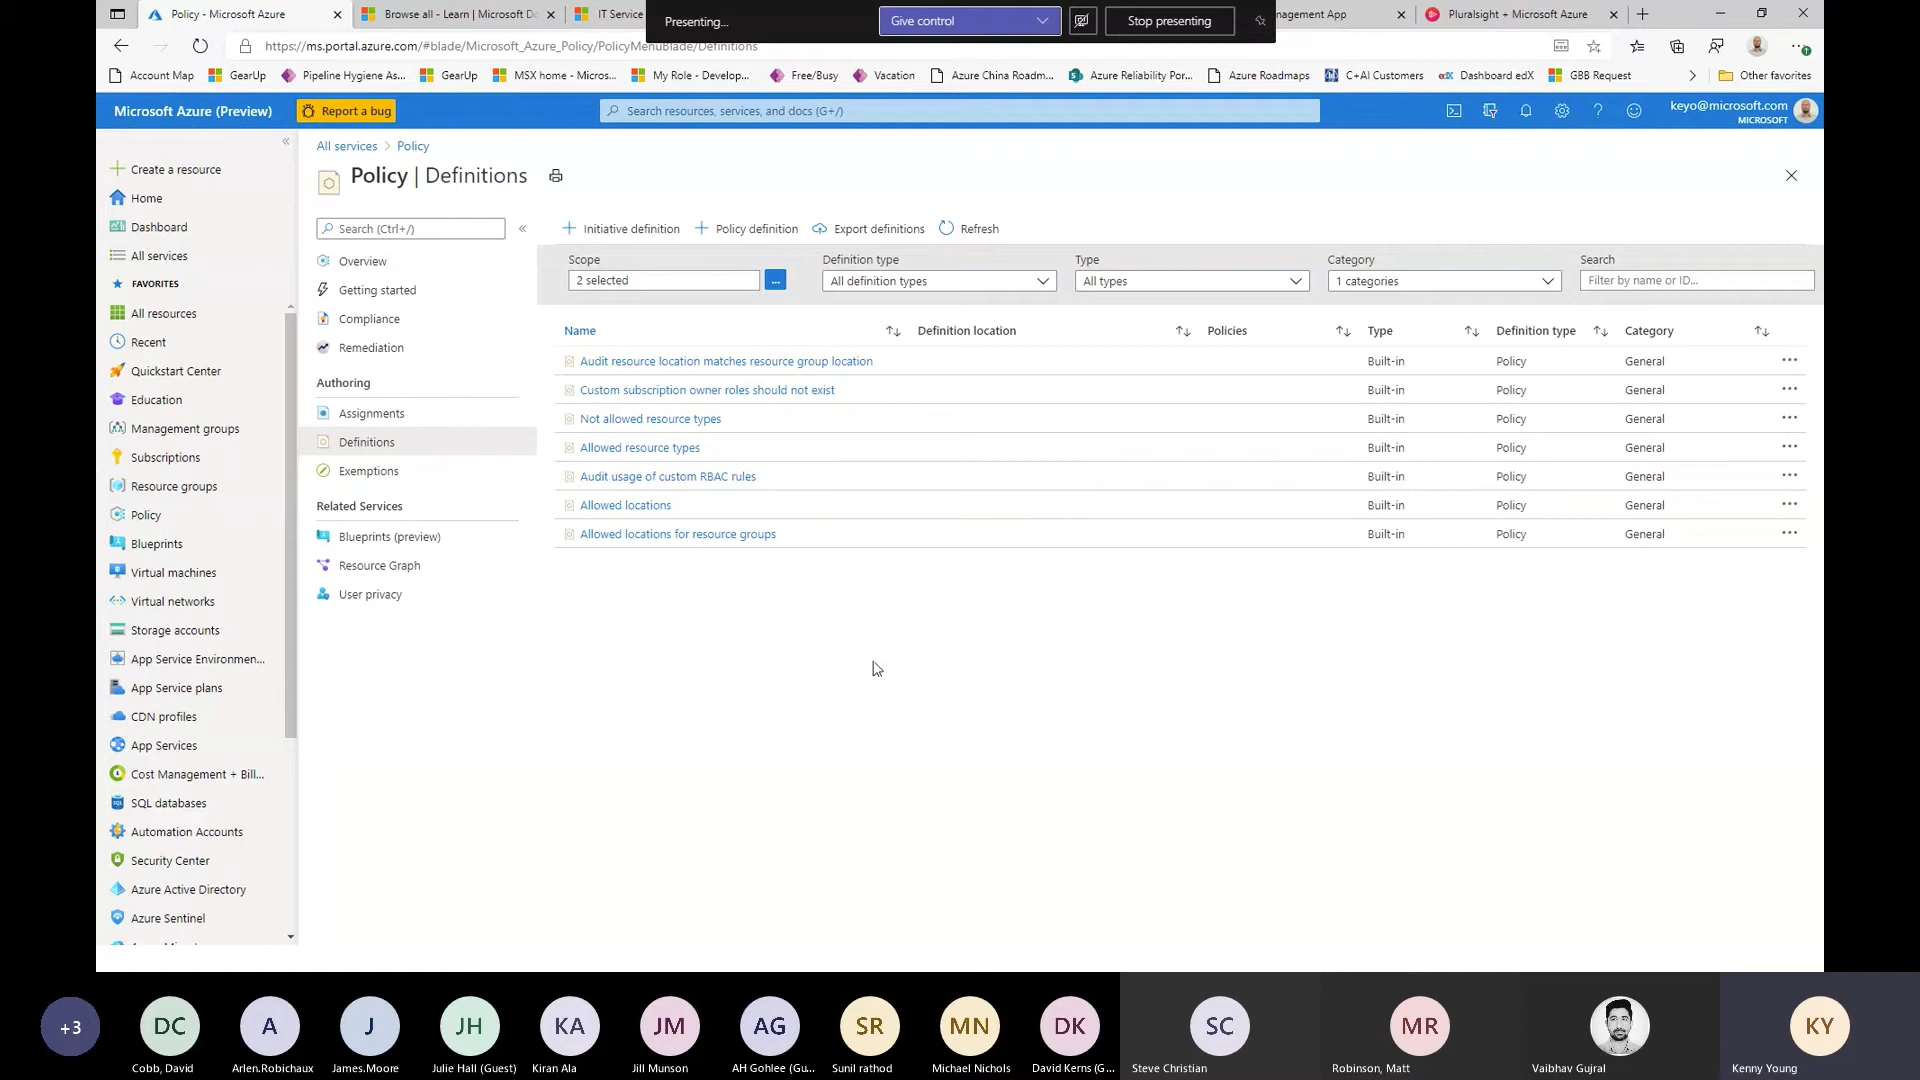 Policy - Microsoft Azure
Browse all - Learn | Microsoft Do
IT Service
Presenting...
Give control
Stop presenting
nagement App
Pluralsight + Microsoft Azure
https://ms.portal.azure.com/#blade/Microsoft_Azure_Policy/PolicyMenuBlade/Definitions
Account Map
GearUp
Pipeline Hygiene As...
GearUp
MSX home - Micros...
My Role - Develop...
Free/Busy
Vacation
Azure China Roadm...
Azure Reliability Por...
Azure Roadmaps
C+AI Customers
edX
Dashboard edX
GBB Request
Other favorites
Microsoft Azure (Preview)
Report a bug
Search resources, services, and docs (G+/)
keyo@microsoft.com
MICROSOFT
All services > Policy
Policy | Definitions
Create a resource
Home
Dashboard
All services
FAVORITES
All resources
Recent
Quickstart Center
Education
Management groups
Subscriptions
Resource groups
Policy
Blueprints
Virtual machines
Virtual networks
Storage accounts
App Service Environmen...
App Service plans
CDN profiles
App Services
Cost Management + Bill...
SQL databases
Automation Accounts
Security Center
Azure Active Directory
Azure Sentinel
Search (Ctrl+/)
Overview
Getting started
Compliance
Remediation
Authoring
Assignments
Definitions
Exemptions
Related Services
Blueprints (preview)
Resource Graph
User privacy
Initiative definition
Policy definition
Export definitions
Refresh
Scope
2 selected
...
Definition type
All definition types
Type
All types
Category
1 categories
Search
Filter by name or ID...
Name Definition location Policies Type Definition type Category
Audit resource location matches resource group location Built-in Policy General ...
Custom subscription owner roles should not exist Built-in Policy General ...
Not allowed resource types Built-in Policy General ...
Allowed resource types Built-in Policy General ...
Audit usage of custom RBAC rules Built-in Policy General ...
Allowed locations Built-in Policy General ...
Allowed locations for resource groups Built-in Policy General ...
+3
DC
A
J
JH
KA
JM
AG
SR
MN
DK
SC
MR
KY
Cobb, David
Arlen.Robichaux
James.Moore
Julie Hall (Guest)
Kiran Ala
Jill Munson
AH Gohlee (Gu...
Sunil rathod
Michael Nichols
David Kerns (G...
Steve Christian
Robinson, Matt
Vaibhav Gujral
Kenny Young